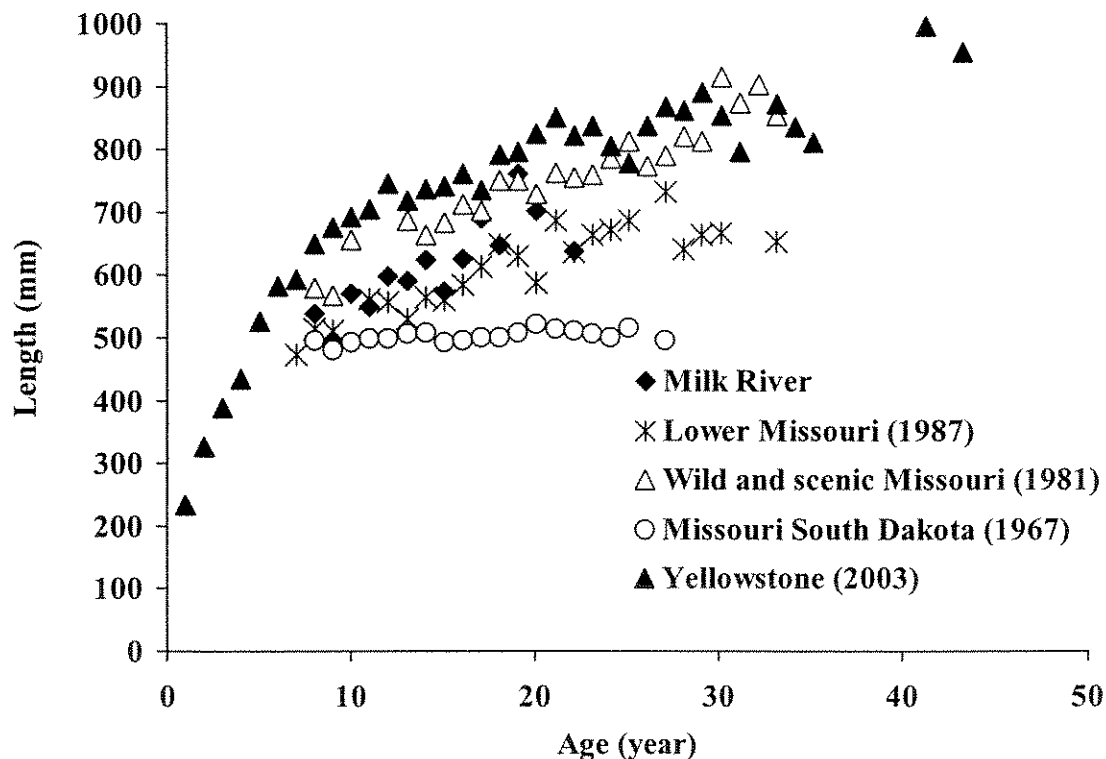 1000
900
800
700
600
500
400
300
200
100
0
Length (mm)
Milk River
Lower Missouri (1987)
Wild and scenic Missouri (1981)
Missouri South Dakota (1967)
Yellowstone (2003)
0 10 20 30 40 50
Age (year)